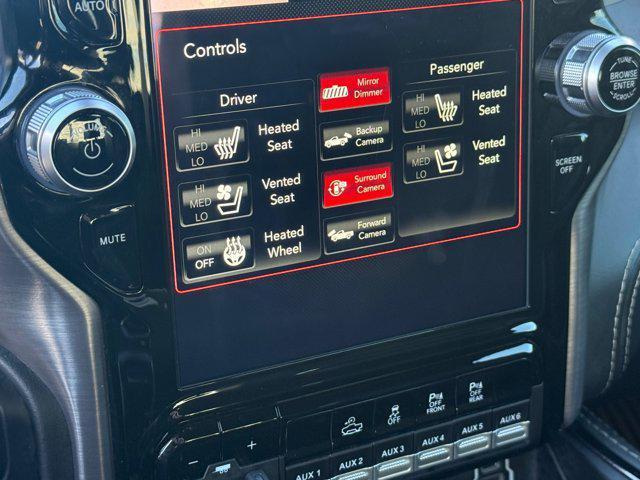 AUTO
Controls
Driver
Passenger
HI
MED
LO
Heated
Seat
HI
MED
LO
Vented
Seat
ON
OFF
Heated
Wheel
Mirror
Dimmer
Backup
Camera
Surround
Camera
Forward
Camera
HI
MED
LO
Heated
Seat
HI
MED
LO
Vented
Seat
VOLUME
MUTE
TUNE
BROWSE
ENTER
SCROLL
SCREEN
OFF
- +
OFF
OFF
FRONT
OFF
REAR
AUX 1
AUX 2
AUX 3
AUX 4
AUX 5
AUX 6